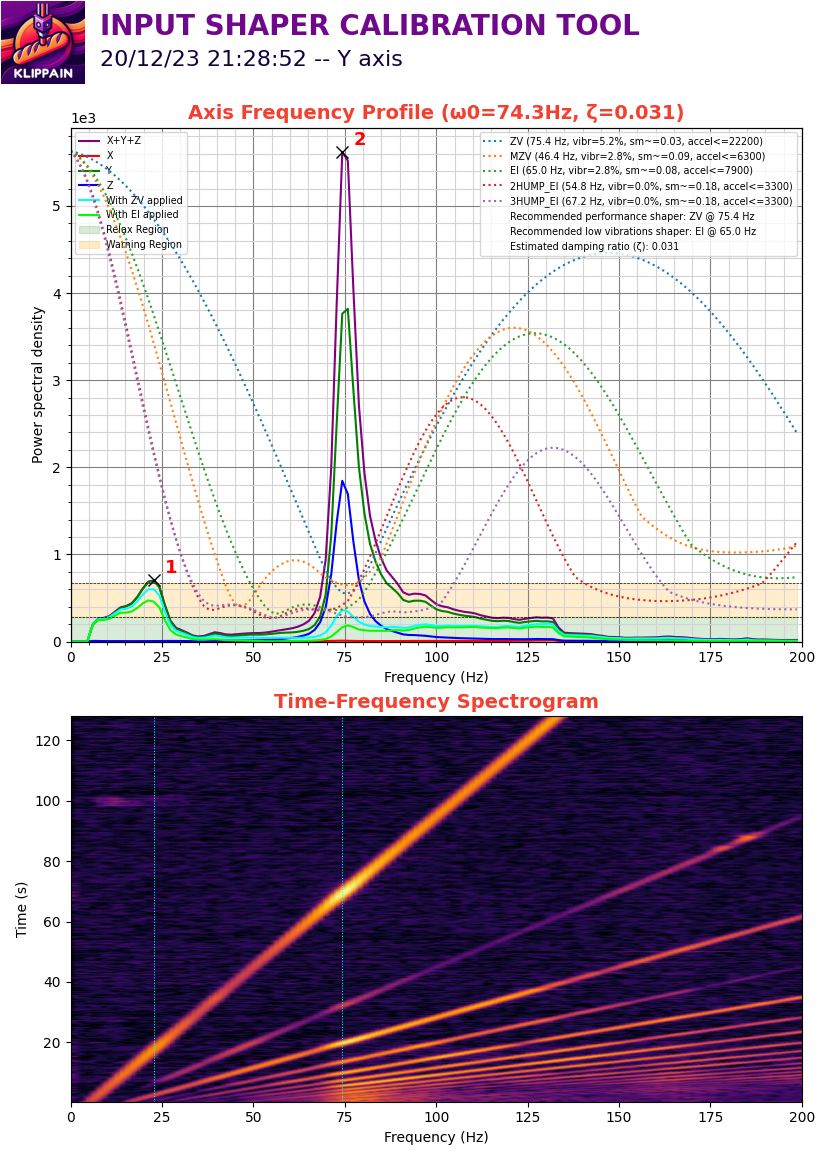 INPUT SHAPER CALIBRATION TOOL
20/12/23 21:28:52 -- Y axis
KLIPPAIN
Axis Frequency Profile (ω0=74.3Hz, ζ=0.031)
1e3
X+Y+Z
X
Y
Z
With ZV applied
With EI applied
Relax Region
Warning Region
ZV (75.4 Hz, vibr=5.2%, sm~=0.03, accel<=22200)
MZV (46.4 Hz, vibr=2.8%, sm~=0.09, accel<=6300)
EI (65.0 Hz, vibr=2.8%, sm~=0.08, accel<=7900)
2HUMP_EI (54.8 Hz, vibr=0.0%, sm~=0.18, accel<=3300)
3HUMP_EI (67.2 Hz, vibr=0.0%, sm~=0.18, accel<=3300)
Recommended performance shaper: ZV @ 75.4 Hz
Recommended low vibrations shaper: EI @ 65.0 Hz
Estimated damping ratio (ζ): 0.031
2
1
Power spectral density
5
4
3
2
1
0
0 25 50 75 100 125 150 175 200
Frequency (Hz)
Time-Frequency Spectrogram
Time (s)
120
100
80
60
40
20
0 25 50 75 100 125 150 175 200
Frequency (Hz)